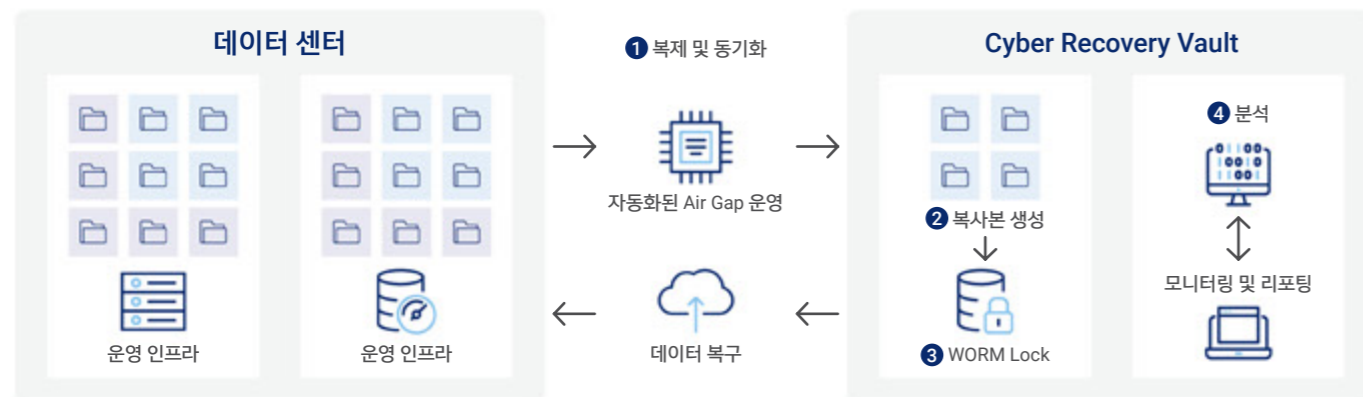 데이터 센터
운영 인프라
운영 인프라
1 복제 및 동기화
자동화된 Air Gap 운영
데이터 복구
Cyber Recovery Vault
2 복사본 생성
3 WORM Lock
4 분석
모니터링 및 리포팅